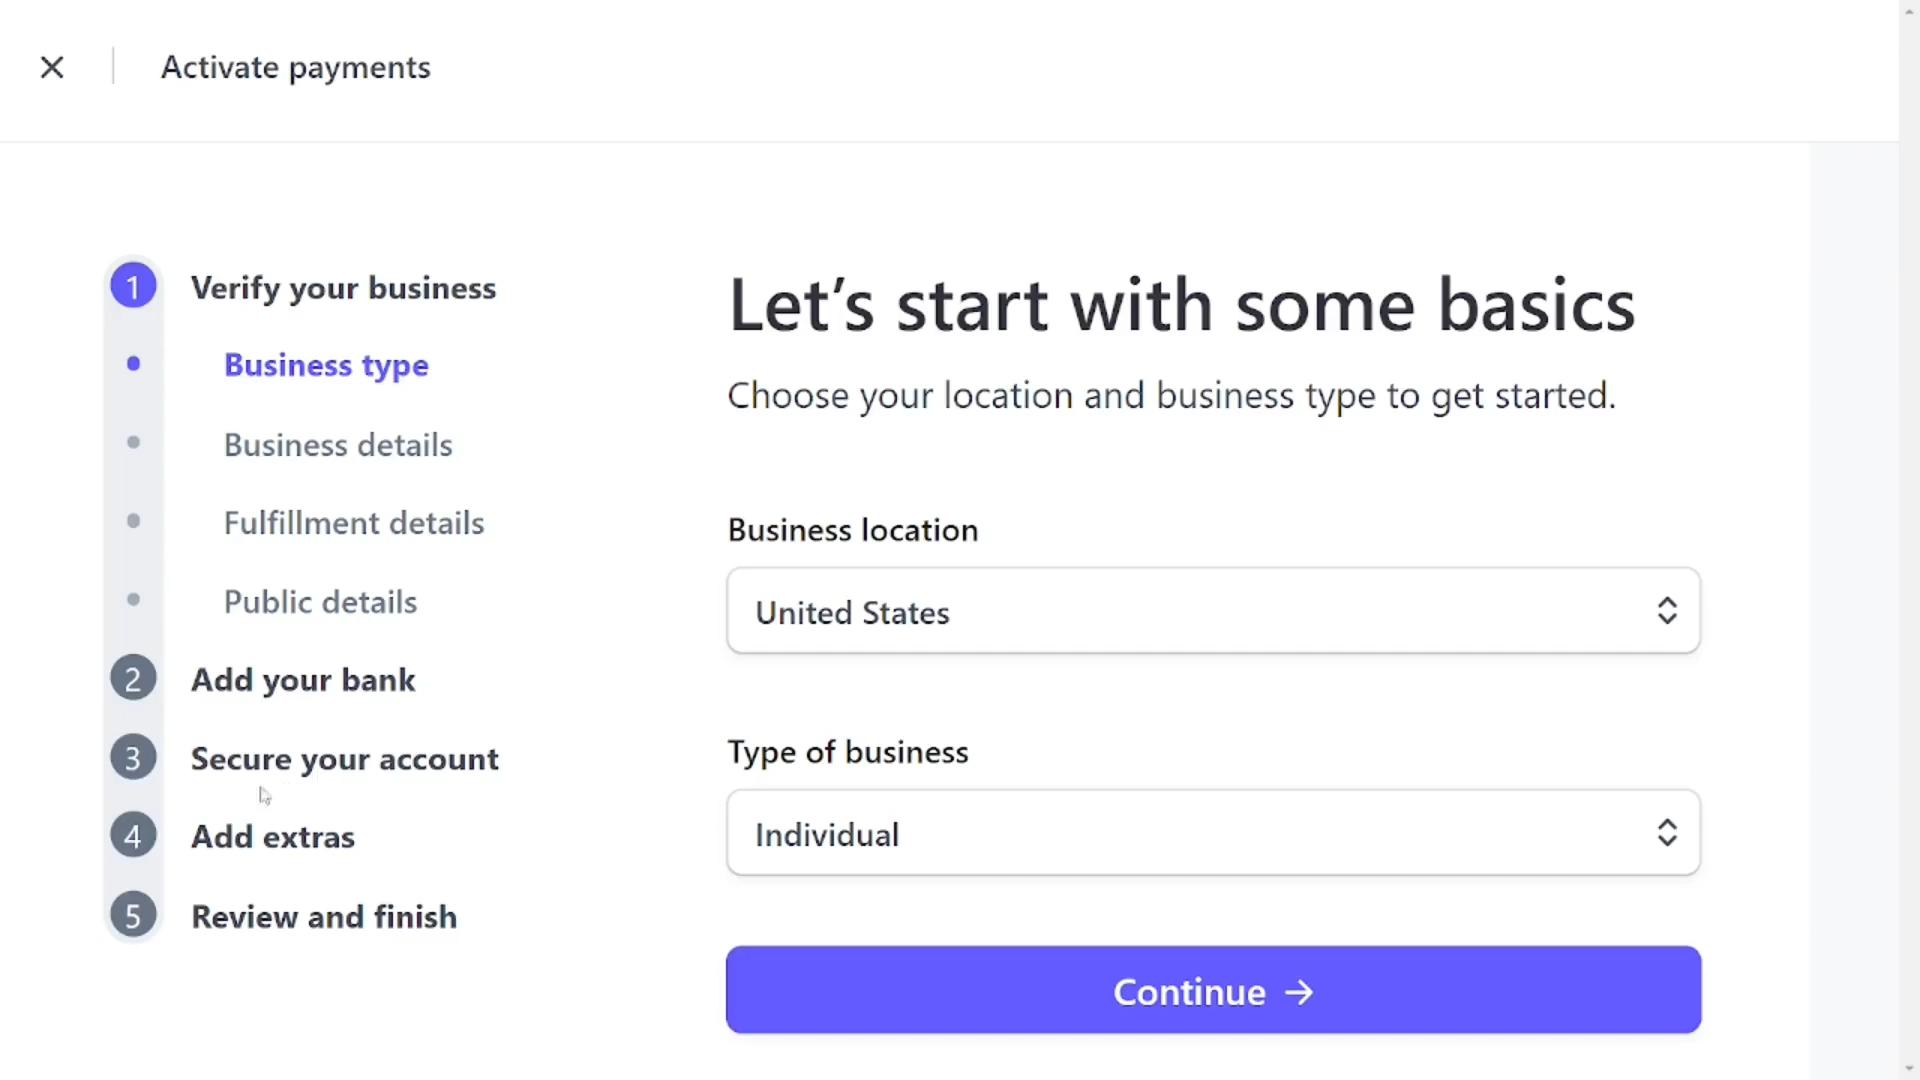 Activate payments
1 Verify your business
Business type
Business details
Fulfillment details
Public details
2 Add your bank
3 Secure your account
4 Add extras
5 Review and finish
Let’s start with some basics
Choose your location and business type to get started.
Business location
United States
Type of business
Individual
Continue →